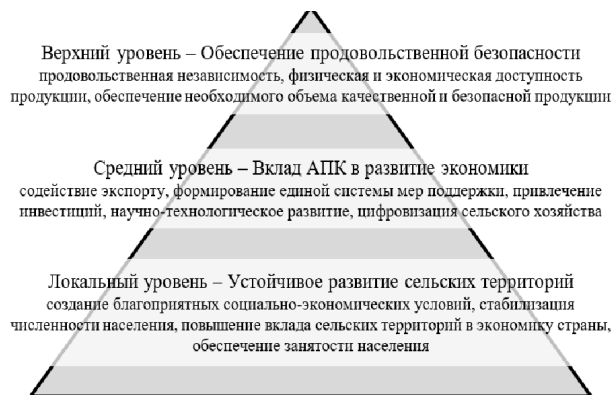 Верхний уровень – Обеспечение продовольственной безопасности
продовольственная независимость, физическая и экономическая доступность
продукции, обеспечение необходимого объема качественной и безопасной продукции
Средний уровень – Вклад АПК в развитие экономики
содействие экспорту, формирование единой системы мер поддержки, привлечение
инвестиций, научно-технологическое развитие, цифровизация сельского хозяйства
Локальный уровень – Устойчивое развитие сельских территорий
создание благоприятных социально-экономических условий, стабилизация
численности населения, повышение вклада сельских территорий в экономику страны,
обеспечение занятости населения